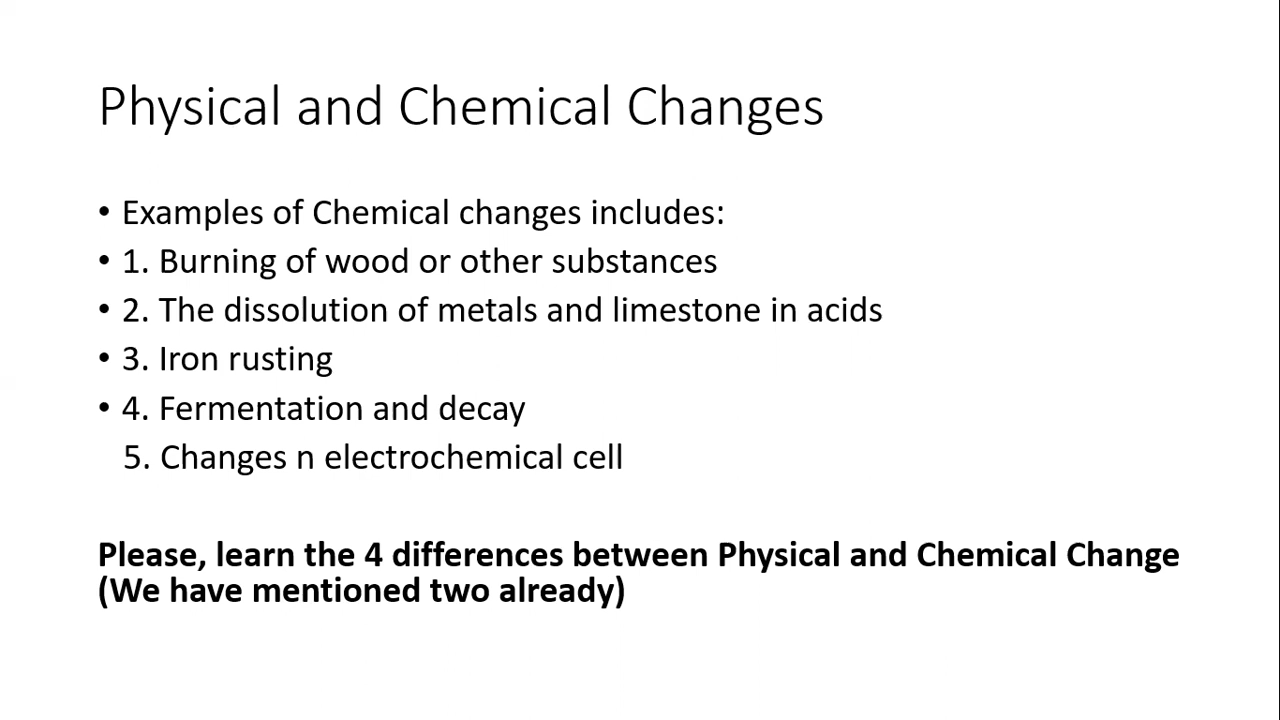 Physical and Chemical Changes
• Examples of Chemical changes includes:
• 1. Burning of wood or other substances
• 2. The dissolution of metals and limestone in acids
• 3. Iron rusting
• 4. Fermentation and decay
5. Changes n electrochemical cell
Please, learn the 4 differences between Physical and Chemical Change
(We have mentioned two already)